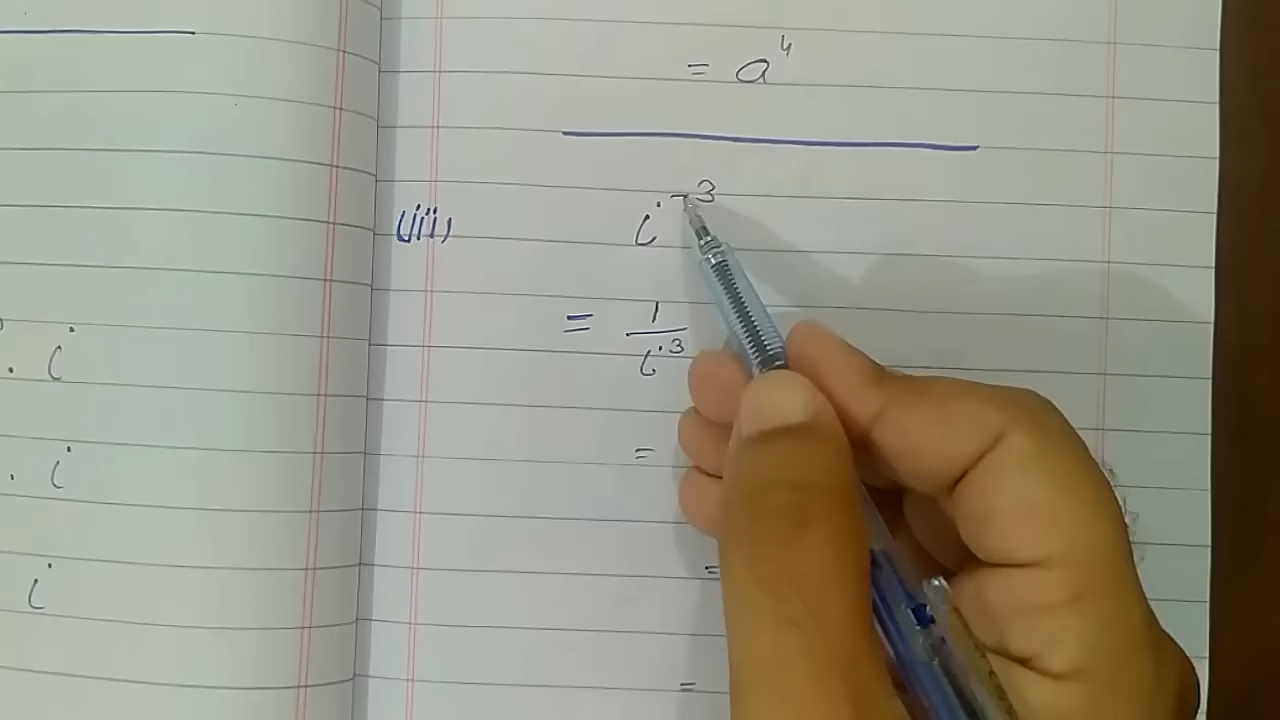 . i
. i
i
= a⁴
(iii) i⁻³
= 1/i³
=
=
=